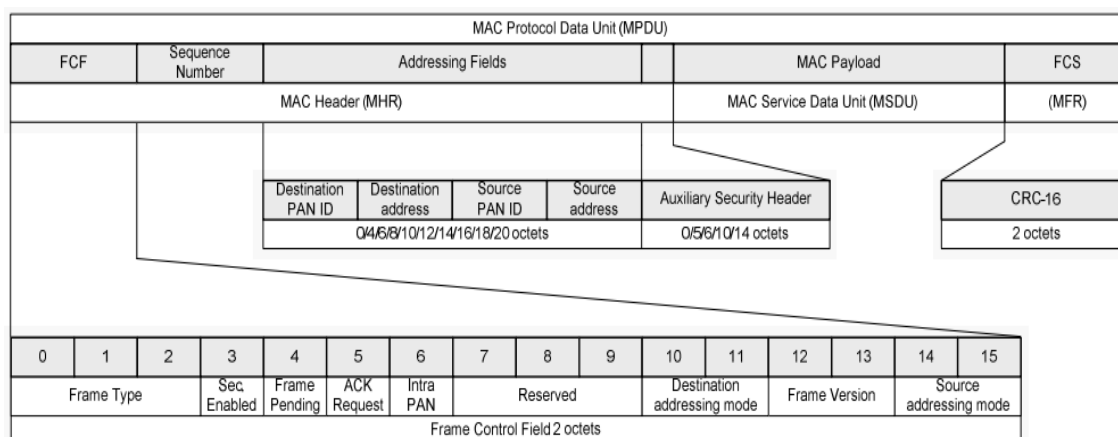 MAC Protocol Data Unit (MPDU)
FCF Sequence Number Addressing Fields MAC Payload FCS
MAC Header (MHR) MAC Service Data Unit (MSDU) (MFR)
Destination PAN ID Destination address Source PAN ID Source address Auxiliary Security Header CRC-16
0/4/6/8/10/12/14/16/18/20 octets 0/5/6/10/14 octets 2 octets
0 1 2 3 4 5 6 7 8 9 10 11 12 13 14 15
Frame Type Sec. Enabled Frame Pending ACK Request Intra PAN Reserved Destination addressing mode Frame Version Source addressing mode
Frame Control Field 2 octets